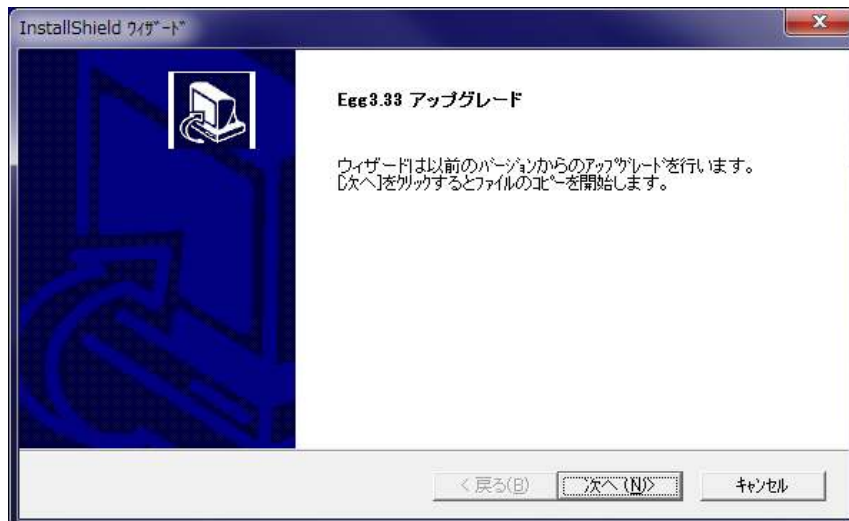 InstallShield ｳｨｻﾞｰﾄﾞ
Egg3.33 アップグレード
ウィザードは以前のﾊﾞｰｼﾞｮﾝからのｱｯﾌﾟｸﾞﾚｰﾄﾞを行います。
[次へ]をｸﾘｯｸするとﾌｧｲﾙのｺﾋﾟｰを開始します。
< 戻る(B)
次へ(N)>
ｷｬﾝｾﾙ